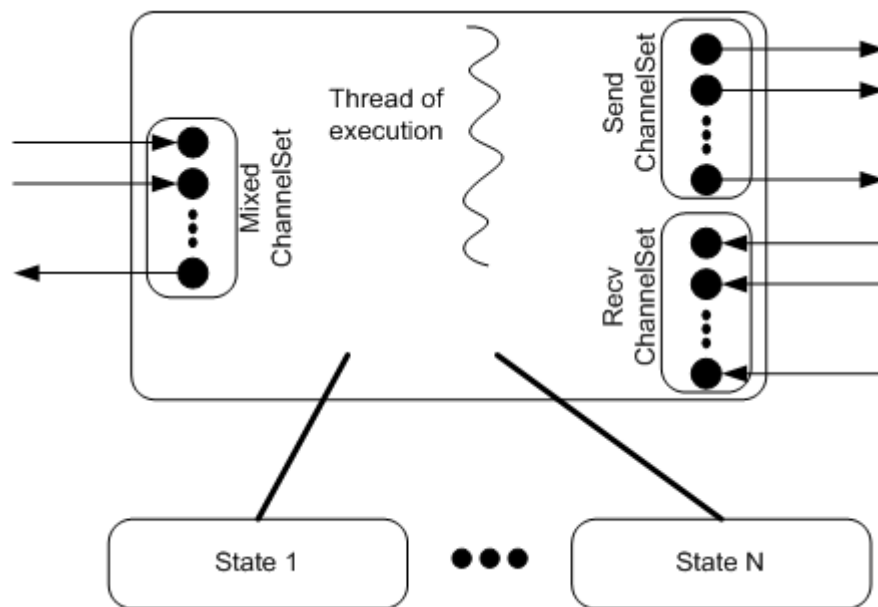 Thread of
execution
Mixed
ChannelSet
Send
ChannelSet
Recv
ChannelSet
State 1
State N